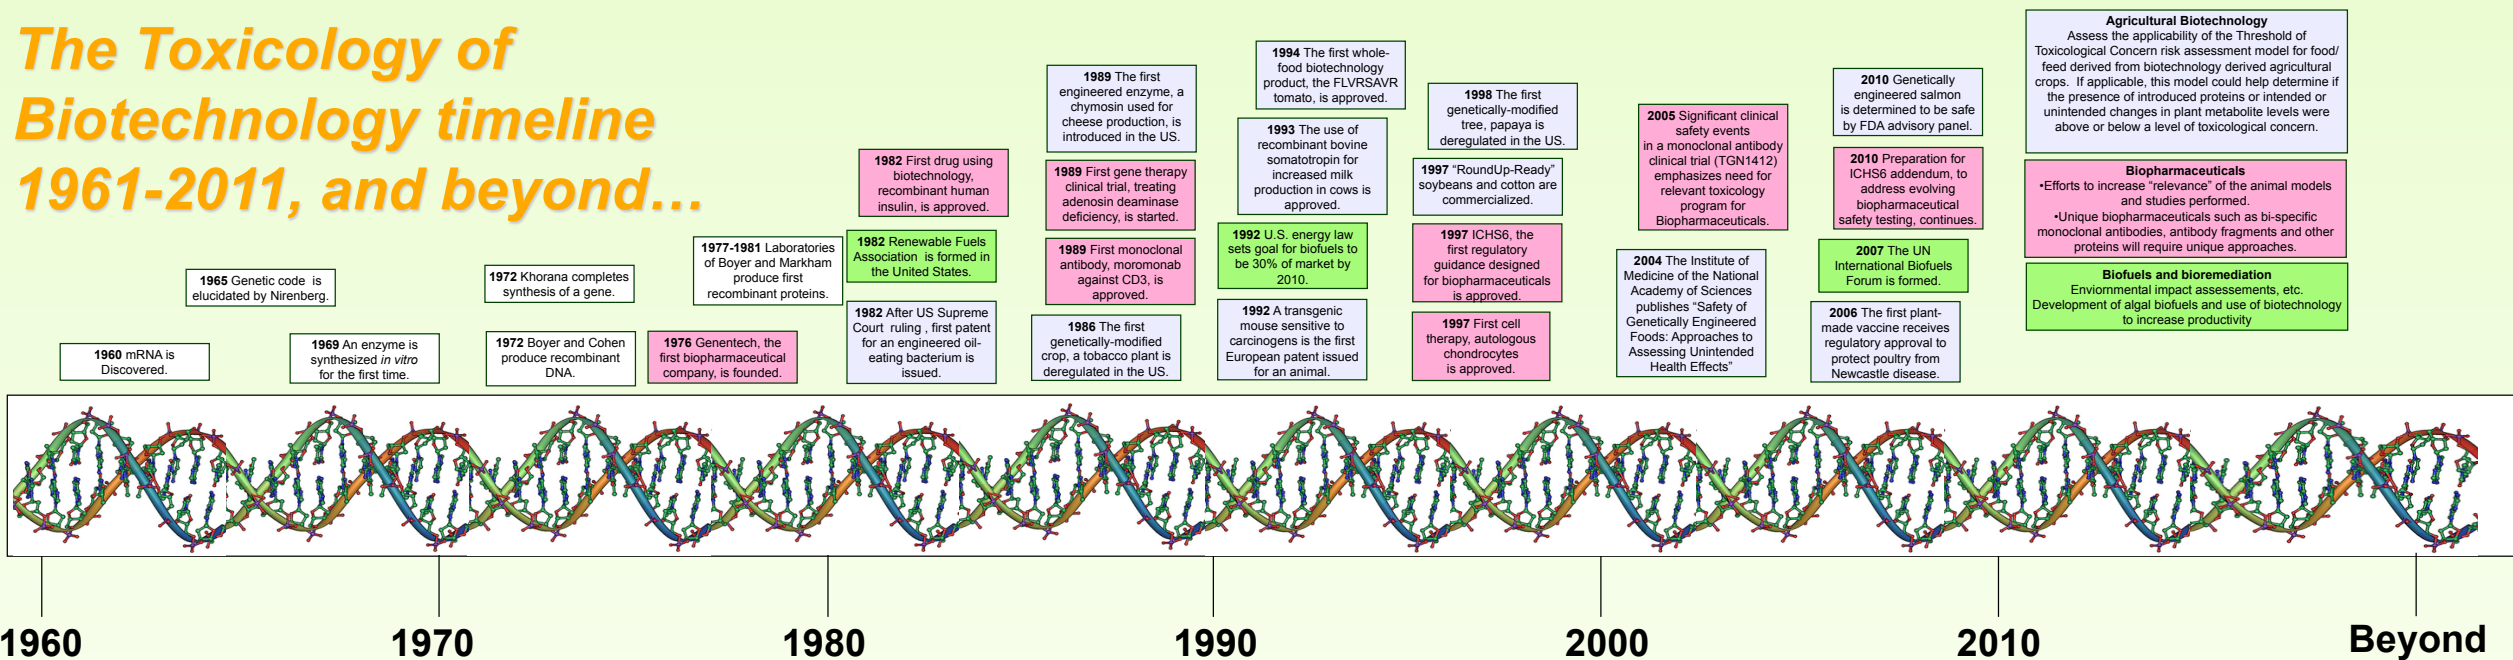 The Toxicology of
Biotechnology timeline
1961-2011, and beyond…
1960 mRNA is
Discovered.
1965 Genetic code is
elucidated by Nirenberg.
1969 An enzyme is
synthesized in vitro
for the first time.
1972 Khorana completes
synthesis of a gene.
1972 Boyer and Cohen
produce recombinant
DNA.
1977-1981 Laboratories
of Boyer and Markham
produce first
recombinant proteins.
1976 Genentech, the
first biopharmaceutical
company, is founded.
1982 First drug using
biotechnology,
recombinant human
insulin, is approved.
1982 Renewable Fuels
Association is formed in
the United States.
1982 After US Supreme
Court ruling , first patent
for an engineered oil-
eating bacterium is
issued.
1989 The first
engineered enzyme, a
chymosin used for
cheese production, is
introduced in the US.
1989 First gene therapy
clinical trial, treating
adenosin deaminase
deficiency, is started.
1989 First monoclonal
antibody, moromonab
against CD3, is
approved.
1986 The first
genetically-modified
crop, a tobacco plant is
deregulated in the US.
1994 The first whole-
food biotechnology
product, the FLVRSAVR
tomato, is approved.
1993 The use of
recombinant bovine
somatotropin for
increased milk
production in cows is
approved.
1992 U.S. energy law
sets goal for biofuels to
be 30% of market by
2010.
1992 A transgenic
mouse sensitive to
carcinogens is the first
European patent issued
for an animal.
1998 The first
genetically-modified
tree, papaya is
deregulated in the US.
1997 “RoundUp-Ready”
soybeans and cotton are
commercialized.
1997 ICHS6, the
first regulatory
guidance designed
for biopharmaceuticals
is approved.
1997 First cell
therapy, autologous
chondrocytes
is approved.
2005 Significant clinical
safety events
in a monoclonal antibody
clinical trial (TGN1412)
emphasizes need for
relevant toxicology
program for
Biopharmaceuticals.
2004 The Institute of
Medicine of the National
Academy of Sciences
publishes “Safety of
Genetically Engineered
Foods: Approaches to
Assessing Unintended
Health Effects”
2010 Genetically
engineered salmon
is determined to be safe
by FDA advisory panel.
2010 Preparation for
ICHS6 addendum, to
address evolving
biopharmaceutical
safety testing, continues.
2007 The UN
International Biofuels
Forum is formed.
2006 The first plant-
made vaccine receives
regulatory approval to
protect poultry from
Newcastle disease.
Agricultural Biotechnology
Assess the applicability of the Threshold of
Toxicological Concern risk assessment model for food/
feed derived from biotechnology derived agricultural
crops. If applicable, this model could help determine if
the presence of introduced proteins or intended or
unintended changes in plant metabolite levels were
above or below a level of toxicological concern.
Biopharmaceuticals
•Efforts to increase “relevance” of the animal models
and studies performed.
•Unique biopharmaceuticals such as bi-specific
monoclonal antibodies, antibody fragments and other
proteins will require unique approaches.
Biofuels and bioremediation
Enviornmental impact assessements, etc.
Development of algal biofuels and use of biotechnology
to increase productivity
1960
1970
1980
1990
2000
2010
Beyond